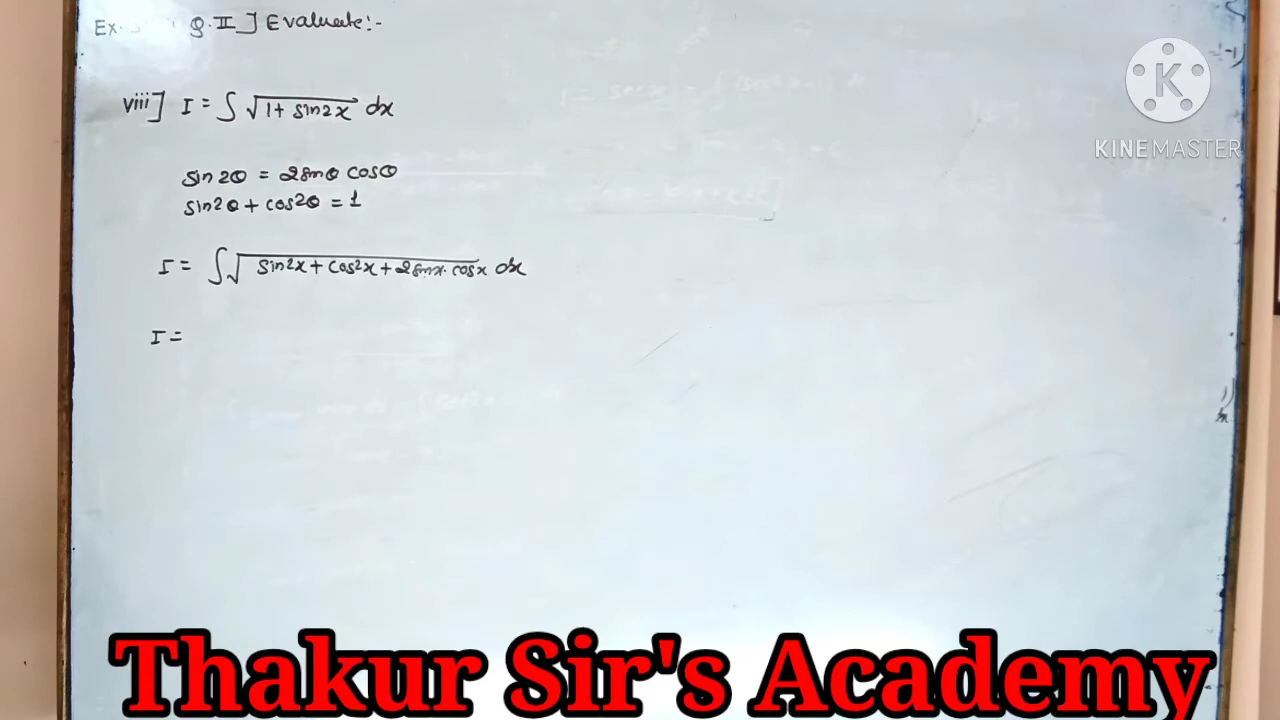 Ex. Q.II] Evaluate:-
viii] I = ∫ √1 + sin2x dx
sin 2θ = 2sinθ cosθ
sin2θ + cos2θ = 1
I = ∫ √sin2x + cos2x + 2sinx. cosx dx
I =
KINEMASTER
Thakur Sir's Academy